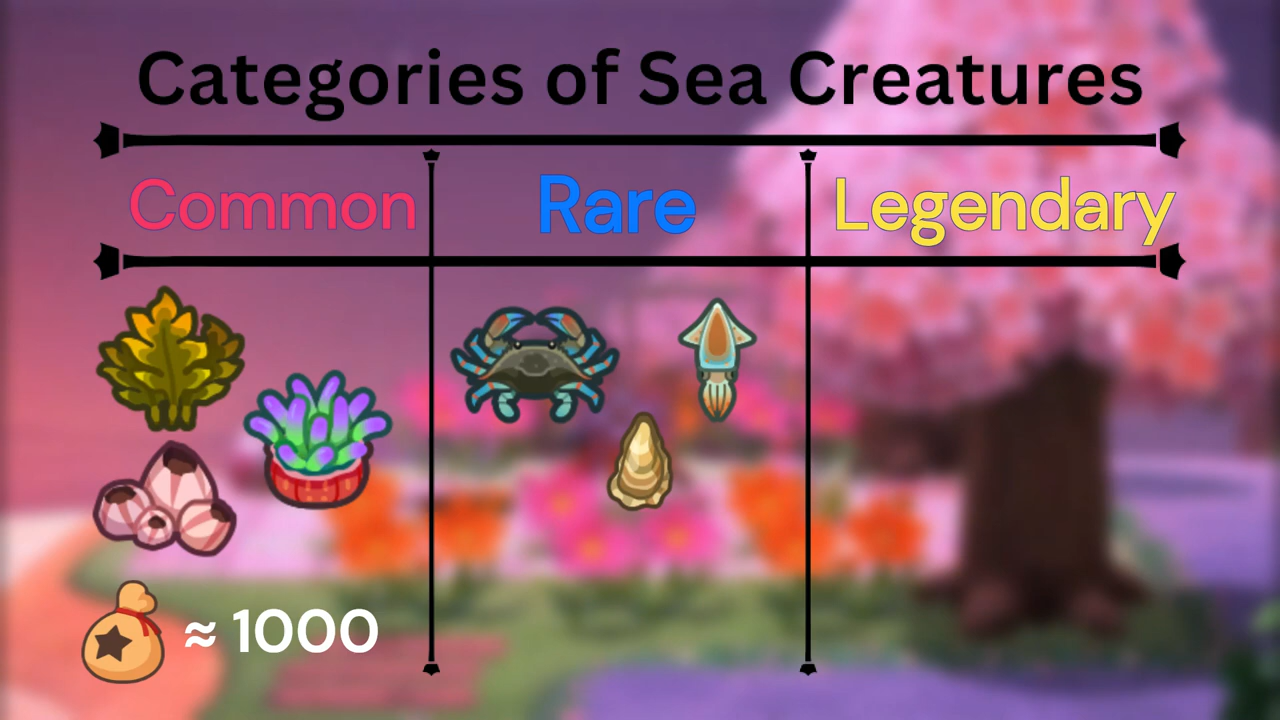 Categories of Sea Creatures
Common
Rare
Legendary
≈ 1000